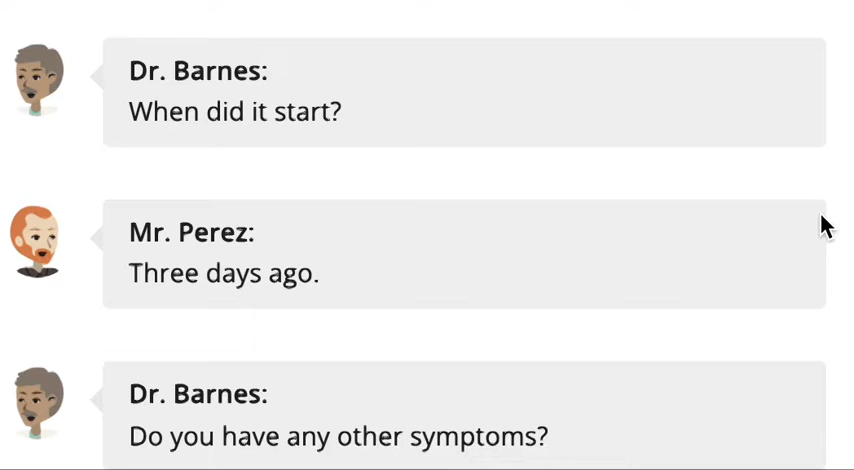 Dr. Barnes:
When did it start?
Mr. Perez:
Three days ago.
Dr. Barnes:
Do you have any other symptoms?